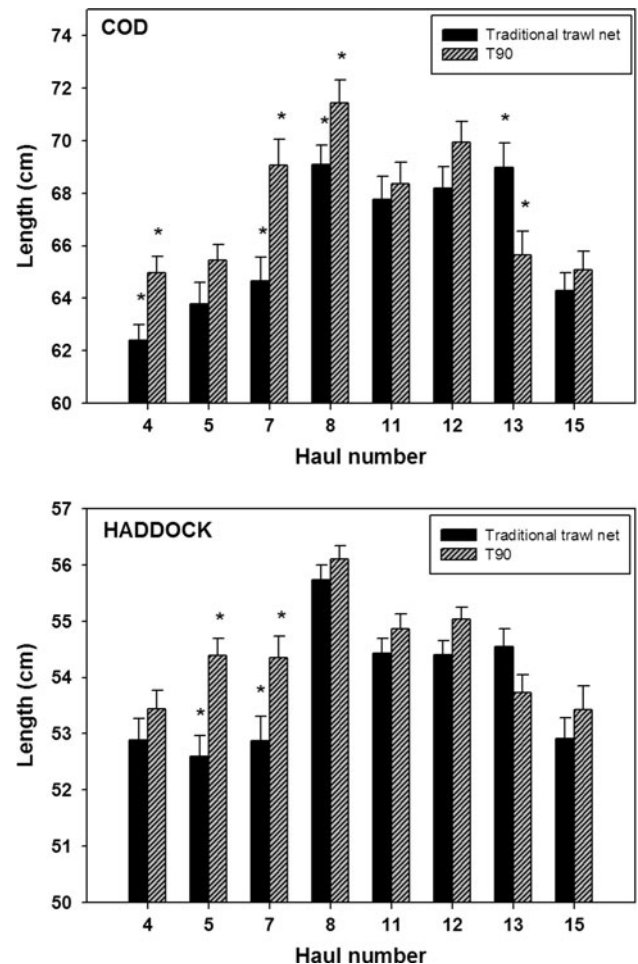 COD
Traditional trawl net
T90
74
72
70
68
66
64
62
60
Length (cm)
* * * * * * * *
4 5 7 8 11 12 13 15
Haul number
HADDOCK
Traditional trawl net
T90
57
56
55
54
53
52
51
50
Length (cm)
* * * *
4 5 7 8 11 12 13 15
Haul number